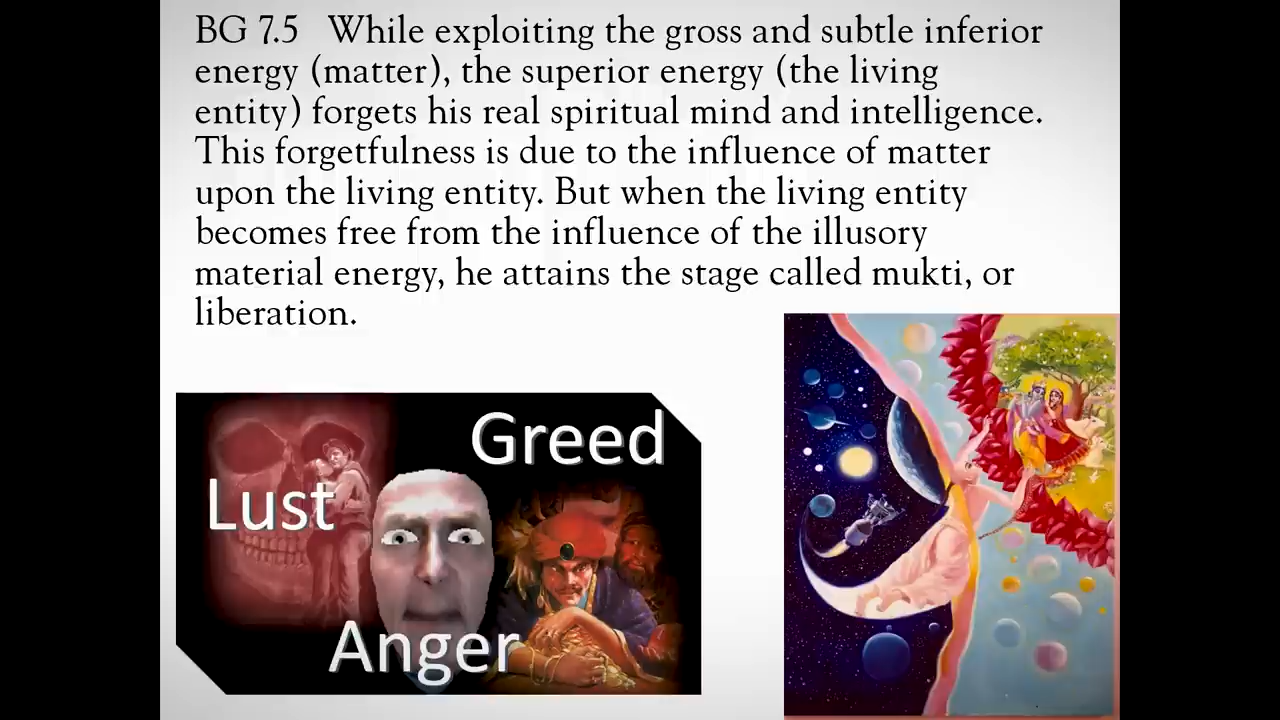 BG 7.5 While exploiting the gross and subtle inferior
energy (matter), the superior energy (the living
entity) forgets his real spiritual mind and intelligence.
This forgetfulness is due to the influence of matter
upon the living entity. But when the living entity
becomes free from the influence of the illusory
material energy, he attains the stage called mukti, or
liberation.
Greed
Lust
Anger